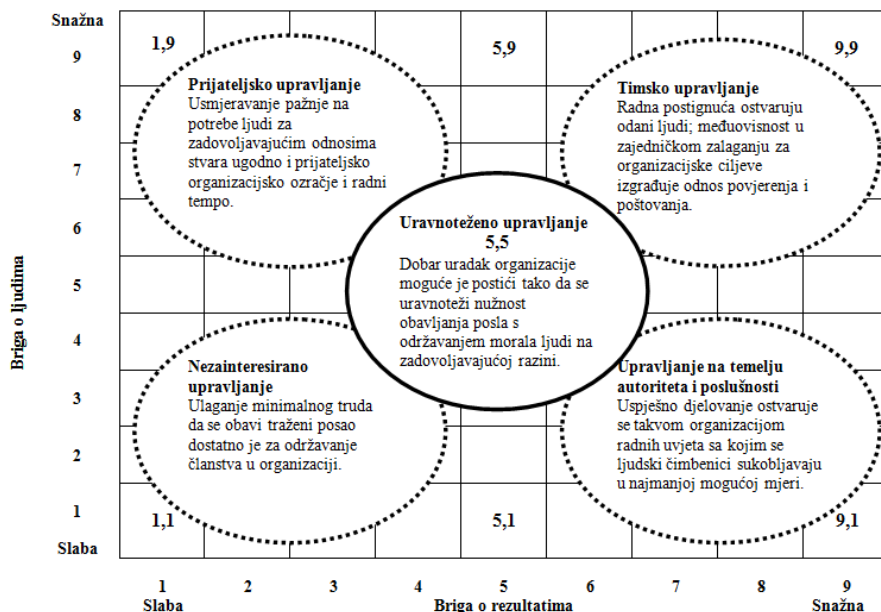 Snažna
9
8
7
6
5
4
3
2
1
Slaba
Briga o ljudima
1,9
5,9
9,9
Prijateljsko upravljanje
Usmjeravanje pažnje na
potrebe ljudi za
zadovoljavajućim odnosima
stvara ugodno i prijateljsko
organizacijsko ozračje i radni
tempo.
Timsko upravljanje
Radna postignuća ostvaruju
odani ljudi; međuovisnost u
zajedničkom zalaganju za
organizacijske ciljeve
izgrađuje odnos povjerenja i
poštovanja.
Uravnoteženo upravljanje
5,5
Dobar uradak organizacije
moguće je postići tako da se
uravnoteži nužnost
obavljanja posla s
održavanjem morala ljudi na
zadovoljavajućoj razini.
Nezainteresirano
upravljanje
Ulaganje minimalnog truda
da se obavi traženi posao
dostatno je za održavanje
članstva u organizaciji.
Upravljanje na temelju
autoriteta i poslušnosti
Uspješno djelovanje ostvaruje
se takvom organizacijom
radnih uvjeta sa kojim se
ljudski čimbenici sukobljavaju
u najmanjoj mogućoj mjeri.
1,1
5,1
9,1
1 2 3 4 5 6 7 8 9
Slaba Briga o rezultatima Snažna